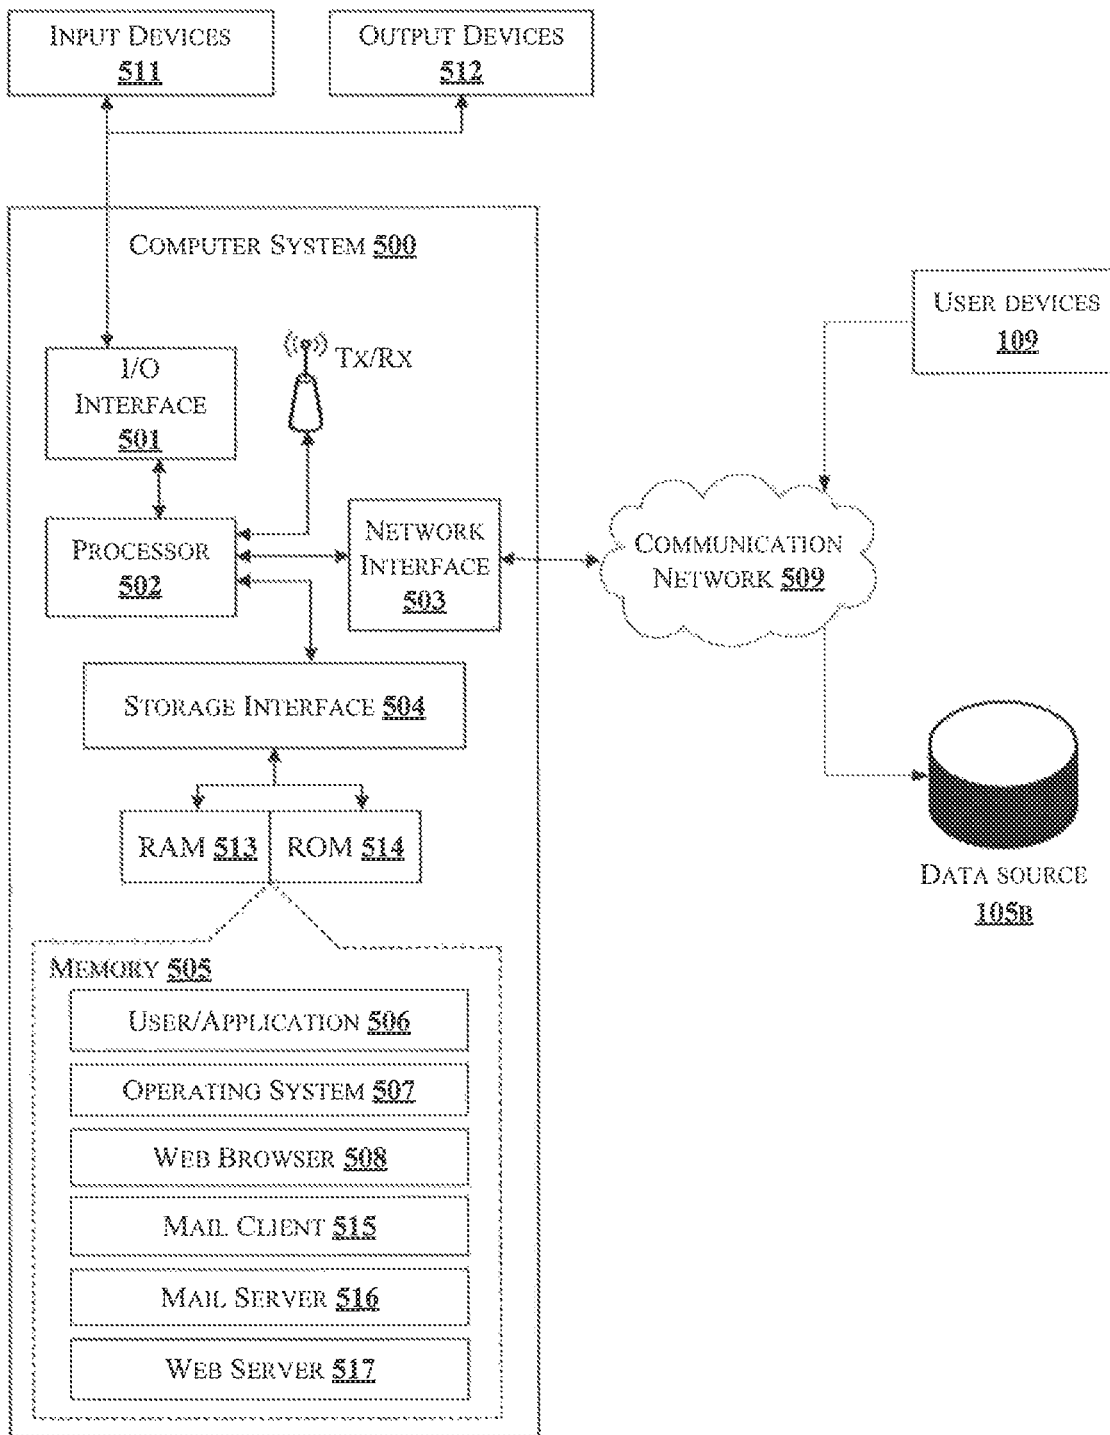 INPUT DEVICES
511
OUTPUT DEVICES
512
COMPUTER SYSTEM 500
I/O
INTERFACE
501
TX/RX
PROCESSOR
502
NETWORK
INTERFACE
503
STORAGE INTERFACE 504
RAM 513
ROM 514
MEMORY 505
USER/APPLICATION 506
OPERATING SYSTEM 507
WEB BROWSER 508
MAIL CLIENT 515
MAIL SERVER 516
WEB SERVER 517
USER DEVICES
109
COMMUNICATION
NETWORK 509
DATA SOURCE
105B